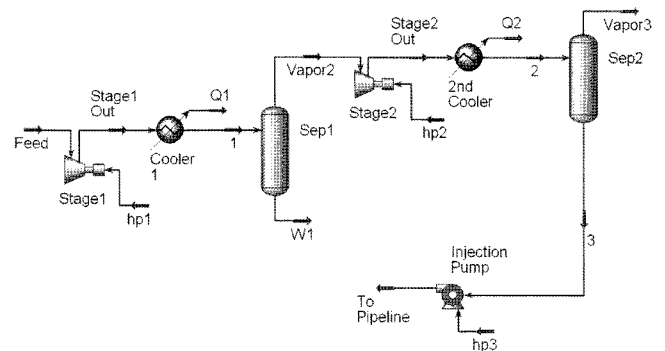 Feed
Stage1
Out
Stage1
hp1
Q1
Cooler
1
1
Sep1
W1
Vapor2
Stage2
Out
Stage2
hp2
Q2
2nd
Cooler
2
Sep2
Vapor3
3
Injection
Pump
To
Pipeline
hp3